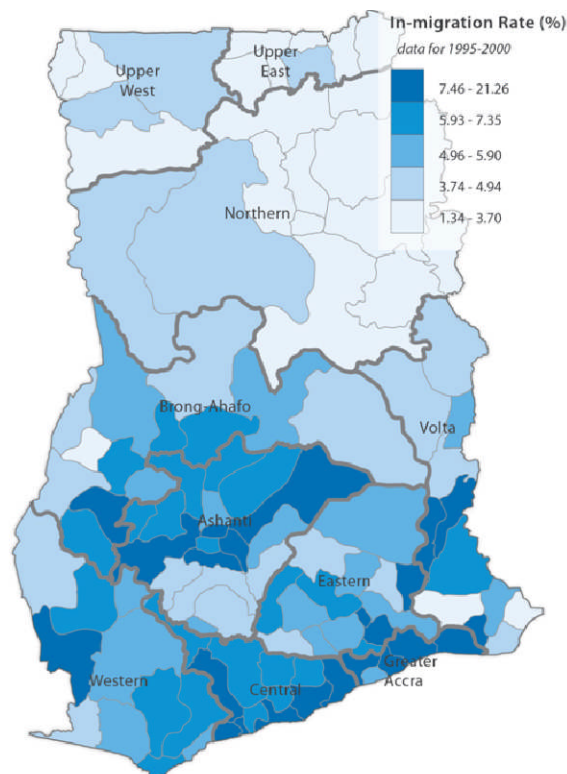 In-migration Rate (%)
data for 1995-2000
7.46 - 21.26
5.93 - 7.35
4.96 - 5.90
3.74 - 4.94
1.34 - 3.70
Upper
West
Upper
East
Northern
Brong-Ahafo
Volta
Ashanti
Eastern
Western
Central
Greater
Accra